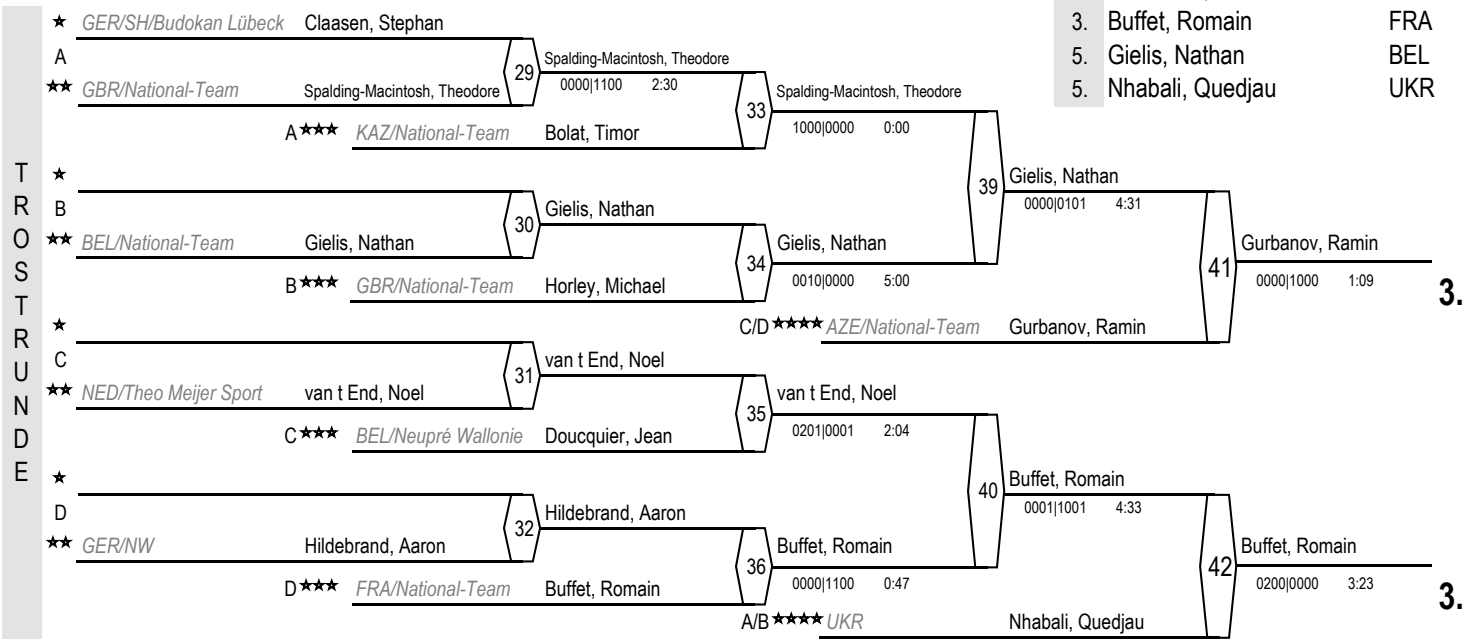 ★ GER/SH/Budokan Lübeck Claasen, Stephan
3. Buffet, Romain FRA
A
29
Spalding-Macintosh, Theodore
5. Gielis, Nathan BEL
★★ GBR/National-Team Spalding-Macintosh, Theodore
0000|1100 2:30
33
Spalding-Macintosh, Theodore
5. Nhabali, Quedjau UKR
A★★★ KAZ/National-Team Bolat, Timor
1000|0000 0:00
TROSTRUNDE
★
39
Gielis, Nathan
B
30
Gielis, Nathan
0000|0101 4:31
★★ BEL/National-Team Gielis, Nathan
34
Gielis, Nathan
41
Gurbanov, Ramin
B★★★ GBR/National-Team Horley, Michael
0010|0000 5:00
0000|1000 1:09
3.
★
C/D★★★★ AZE/National-Team Gurbanov, Ramin
C
31
van t End, Noel
★★ NED/Theo Meijer Sport van t End, Noel
35
van t End, Noel
C★★★ BEL/Neupré Wallonie Doucquier, Jean
0201|0001 2:04
★
40
Buffet, Romain
D
32
Hildebrand, Aaron
0001|1001 4:33
★★ GER/NW Hildebrand, Aaron
36
Buffet, Romain
42
Buffet, Romain
D★★★ FRA/National-Team Buffet, Romain
0000|1100 0:47
0200|0000 3:23
3.
A/B★★★★ UKR Nhabali, Quedjau